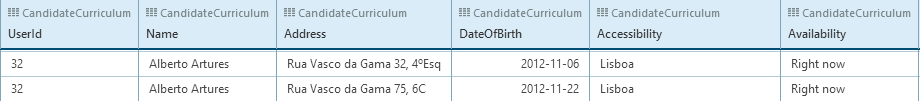 CandidateCurriculum CandidateCurriculum CandidateCurriculum CandidateCurriculum CandidateCurriculum CandidateCurriculum
UserId Name Address DateOfBirth Accessibility Availability
32 Alberto Artures Rua Vasco da Gama 32, 4ºEsq 2012-11-06 Lisboa Right now
32 Alberto Artures Rua Vasco da Gama 75, 6C 2012-11-22 Lisboa Right now